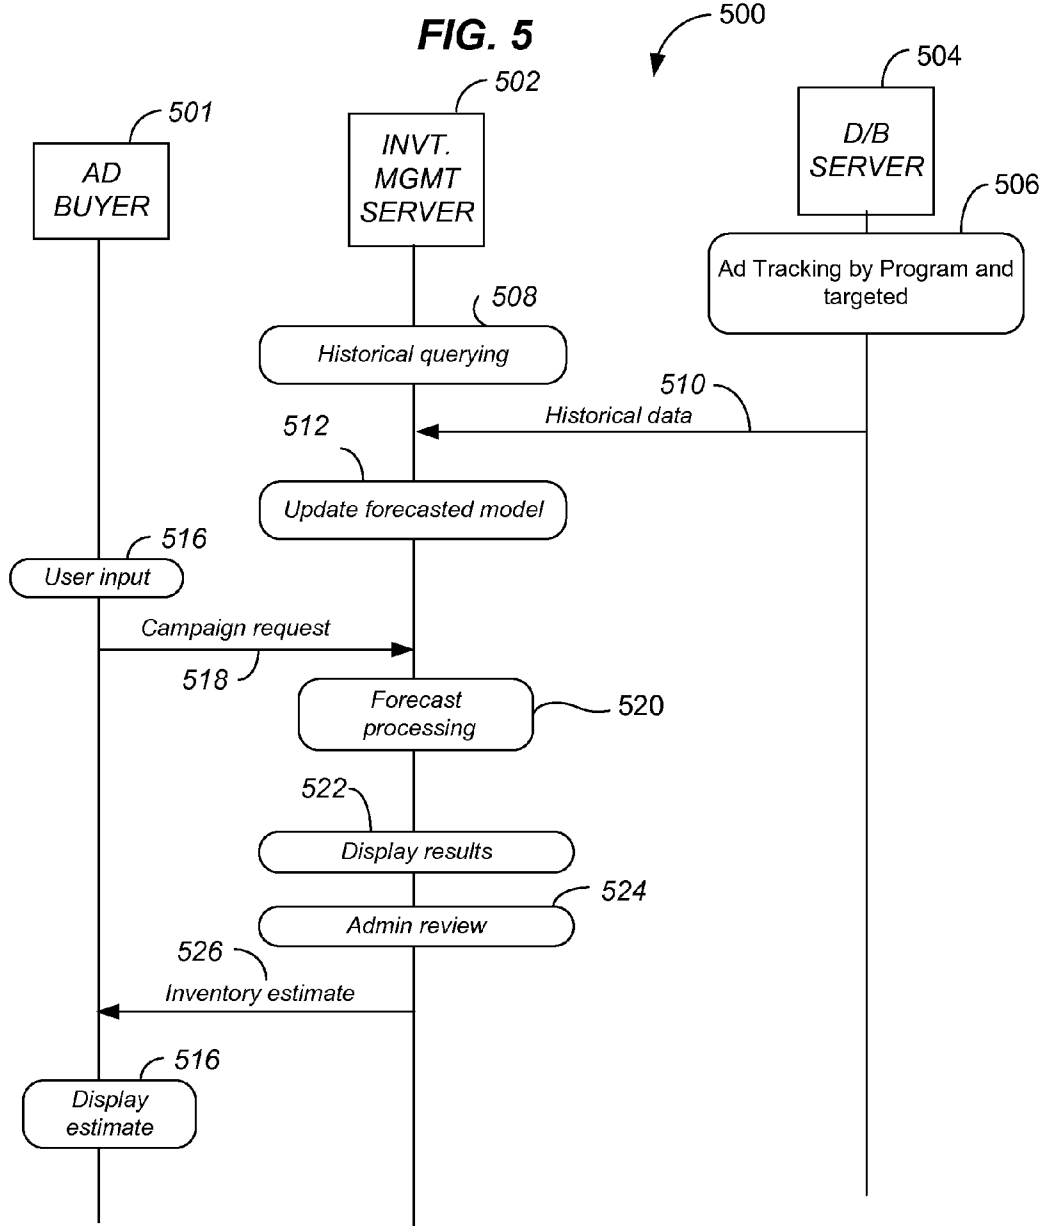 FIG. 5
500
504
502
501
D/B
SERVER
INVT.
MGMT
SERVER
AD
BUYER
506
Ad Tracking by Program and
targeted
508
Historical querying
510
Historical data
512
Update forecasted model
516
User input
Campaign request
518
Forecast
processing
520
522
Display results
524
Admin review
526
Inventory estimate
516
Display
estimate